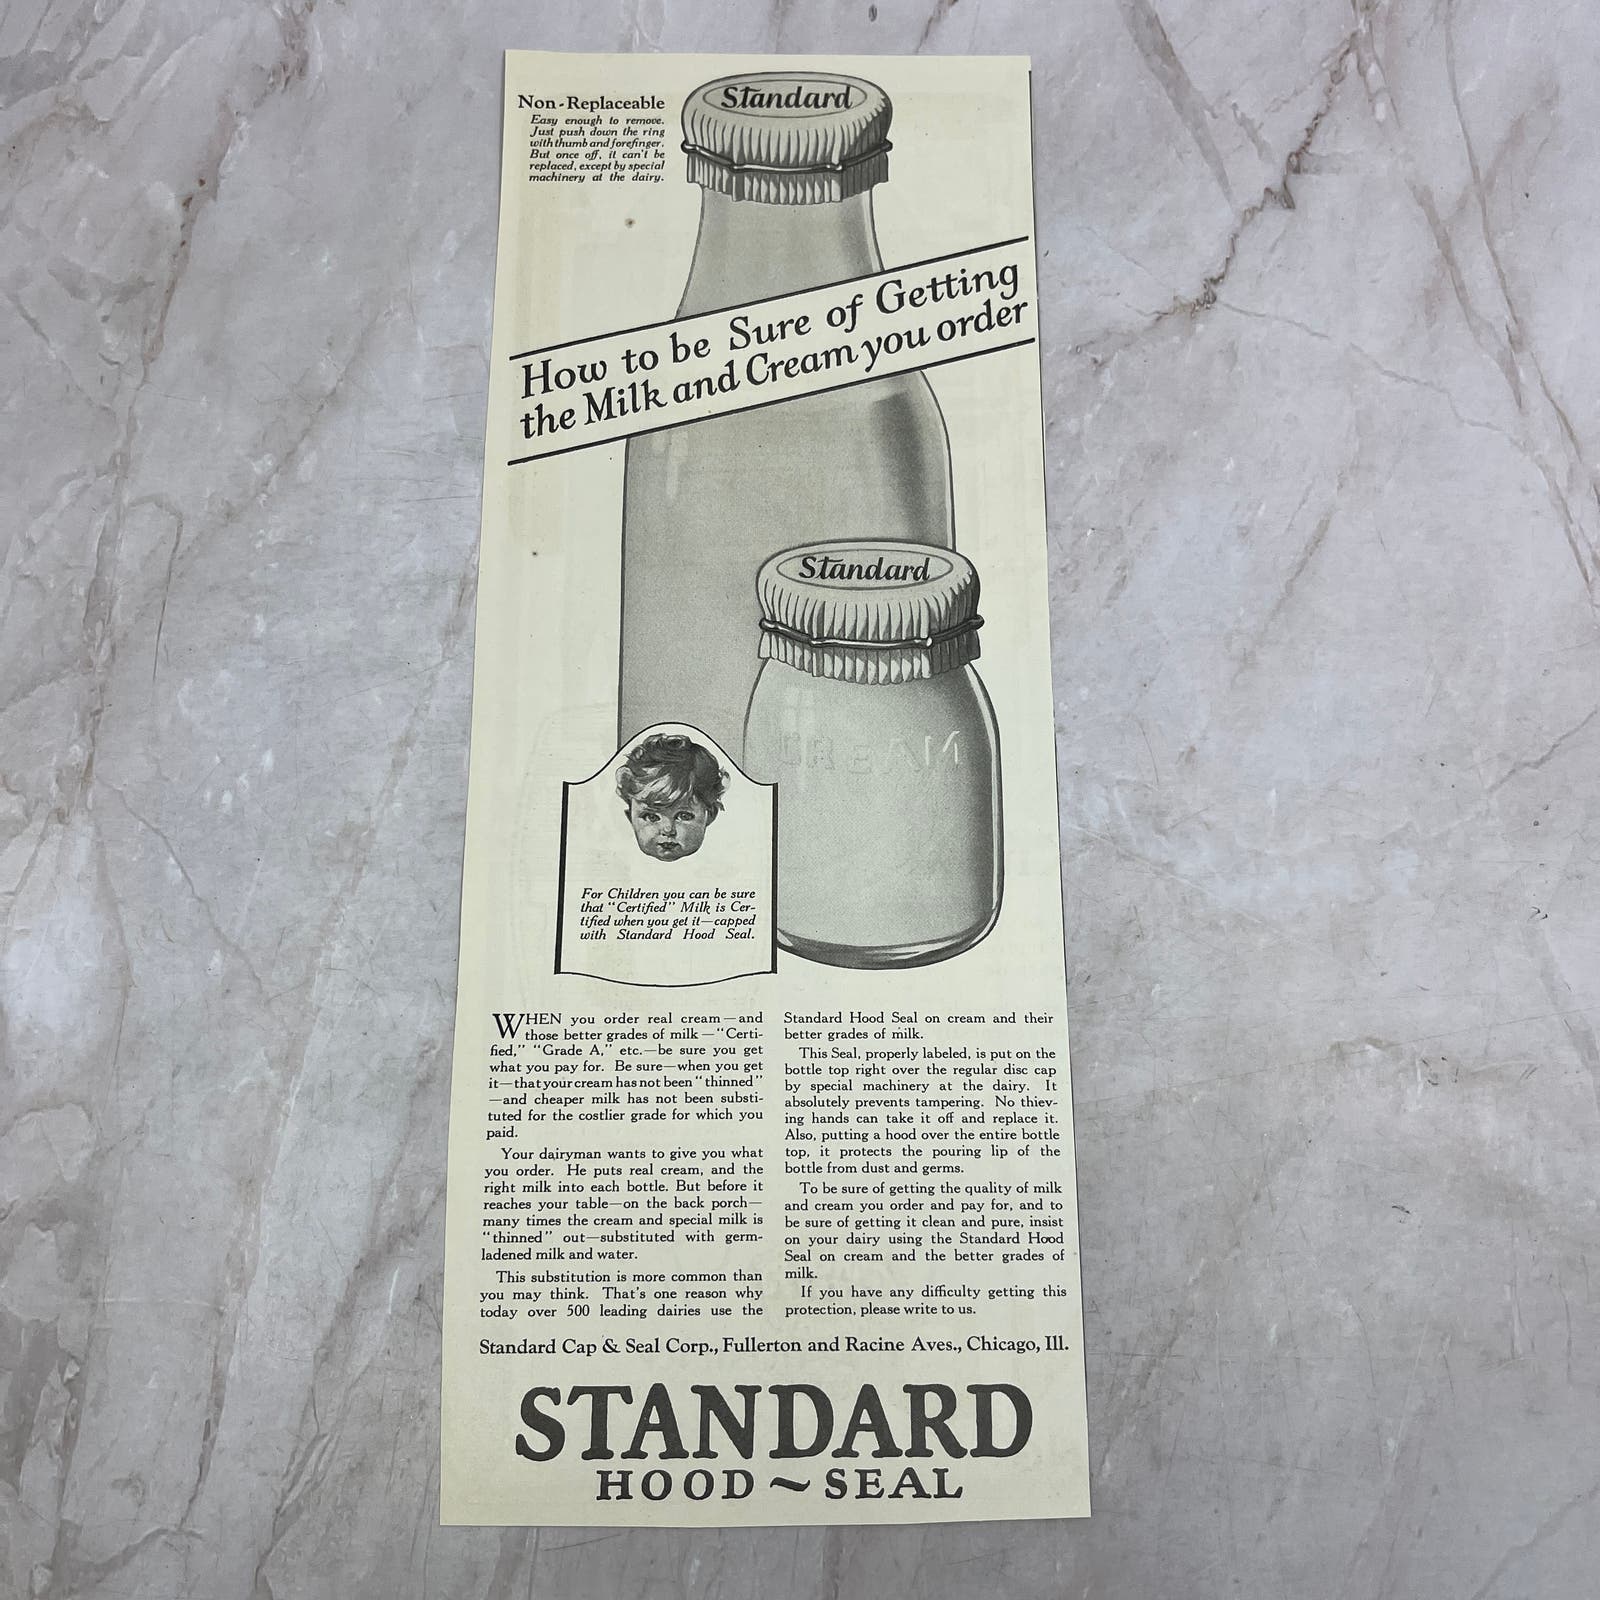 Non-Replaceable
Easy enough to remove.
Just push down the ring
with thumb and forefinger.
But once off, it can't be
replaced, except by special
machinery at the dairy.
Standard
How to be Sure of Getting
the Milk and Cream you order
Standard
For Children you can be sure
that "Certified" Milk is Cer-
tified when you get it—capped
with Standard Hood Seal.
WHEN you order real cream—and
those better grades of milk—"Certi-
fied," "Grade A," etc.—be sure you get
what you pay for. Be sure—when you get
it—that your cream has not been "thinned"
—and cheaper milk has not been substi-
tuted for the costlier grade for which you
paid.
Your dairyman wants to give you what
you order. He puts real cream, and the
right milk into each bottle. But before it
reaches your table—on the back porch—
many times the cream and special milk is
"thinned" out—substituted with germ-
ladened milk and water.
This substitution is more common than
you may think. That's one reason why
today over 500 leading dairies use the
Standard Hood Seal on cream and their
better grades of milk.
This Seal, properly labeled, is put on the
bottle top right over the regular disc cap
by special machinery at the dairy. It
absolutely prevents tampering. No thiev-
ing hands can take it off and replace it.
Also, putting a hood over the entire bottle
top, it protects the pouring lip of the
bottle from dust and germs.
To be sure of getting the quality of milk
and cream you order and pay for, and to
be sure of getting it clean and pure, insist
on your dairy using the Standard Hood
Seal on cream and the better grades of
milk.
If you have any difficulty getting this
protection, please write to us.
Standard Cap & Seal Corp., Fullerton and Racine Aves., Chicago, Ill.
STANDARD
HOOD ~ SEAL